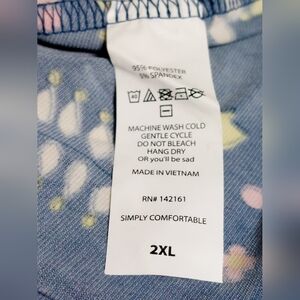 95% POLYESTER
5% SPANDEX
40
MACHINE WASH COLD
GENTLE CYCLE
DO NOT BLEACH
HANG DRY
OR you'll be sad
MADE IN VIETNAM
RN# 142161
SIMPLY COMFORTABLE
2XL